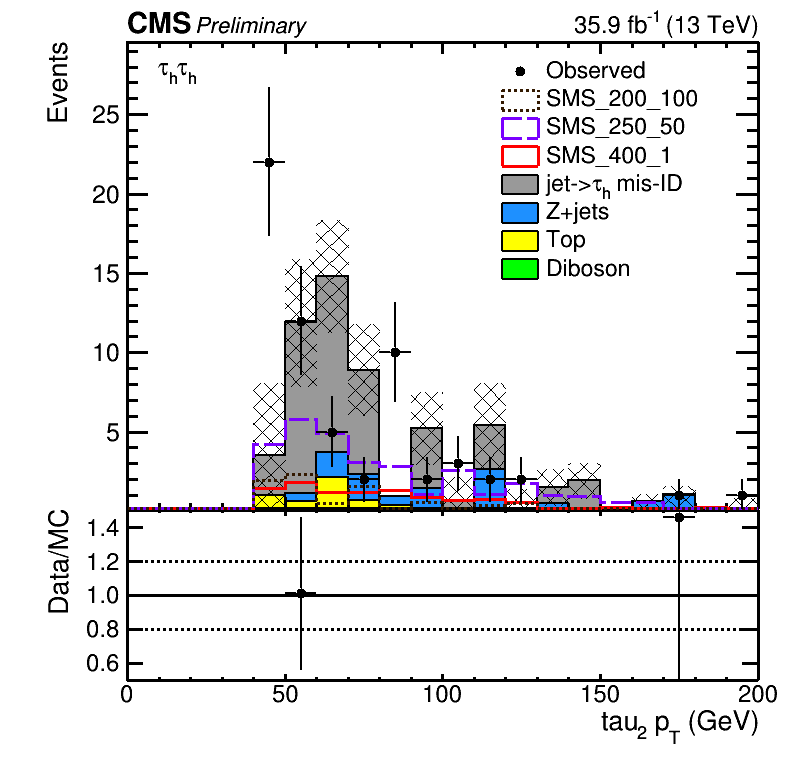 CMS Preliminary 35.9 fb⁻¹ (13 TeV)
Events
τₕτₕ
Observed
SMS_200_100
SMS_250_50
SMS_400_1
jet->τₕ mis-ID
Z+jets
Top
Diboson
25
20
15
10
5
Data/MC
1.4
1.2
1.0
0.8
0.6
0 50 100 150 200
tau₂ p_T (GeV)